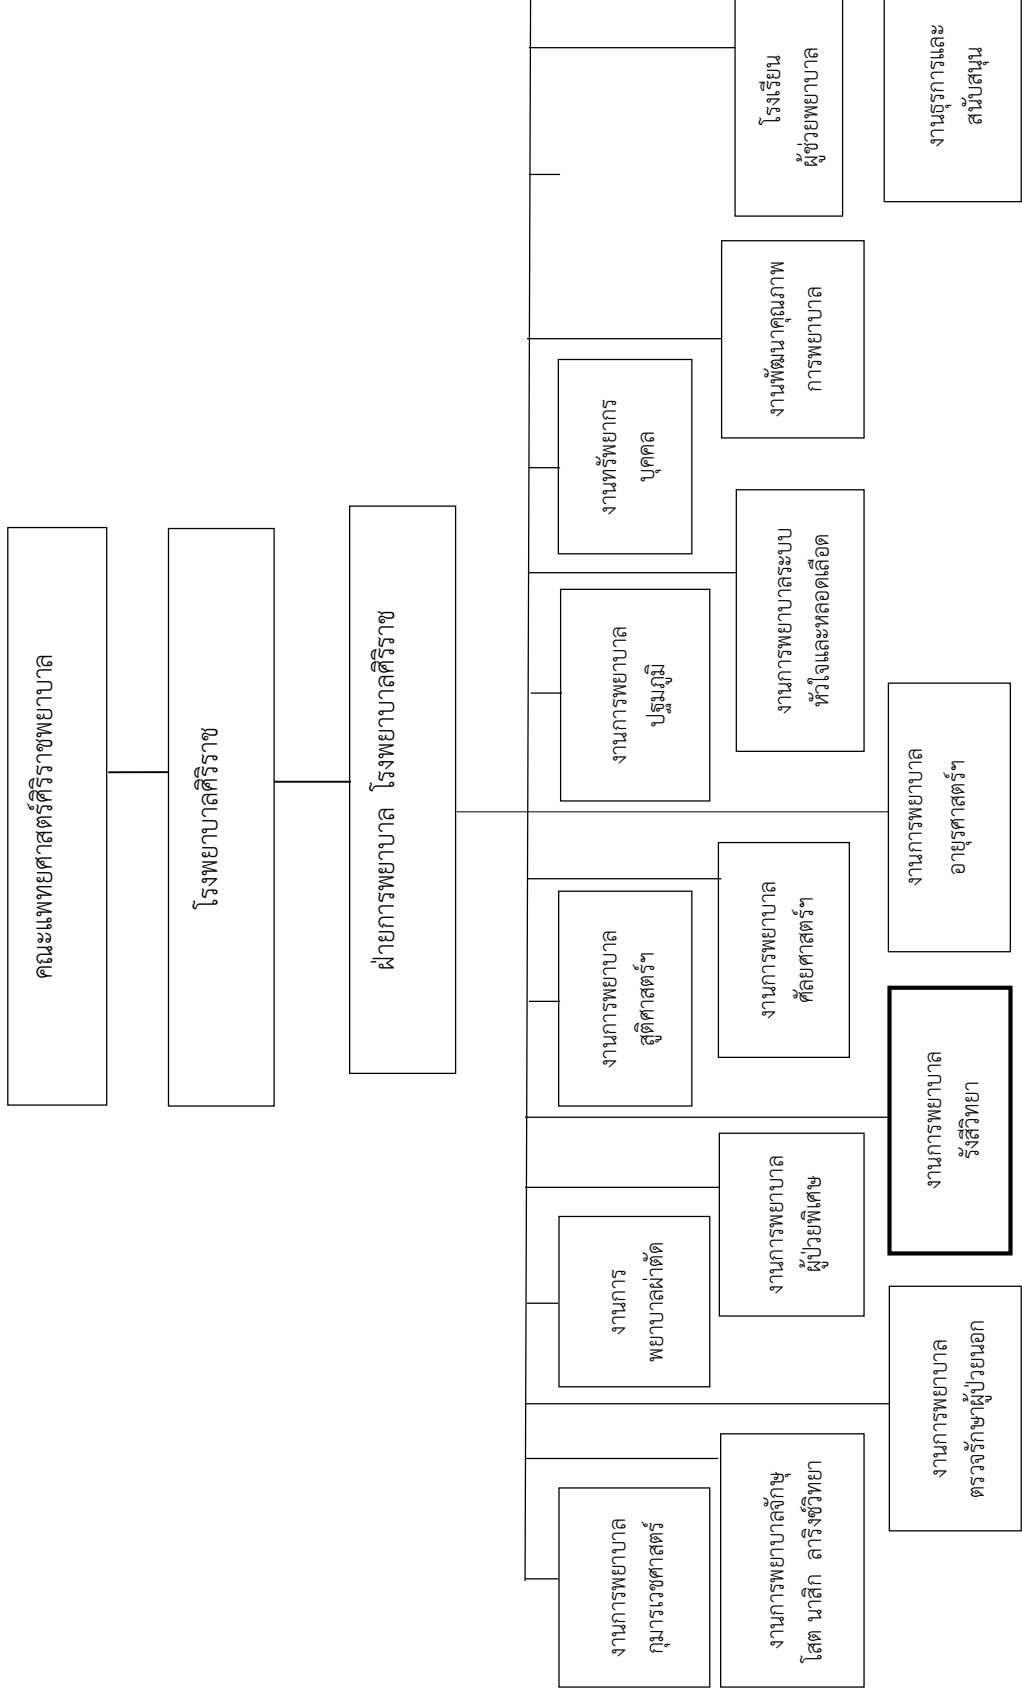 คณะแพทยศาสตร์ศิริราชพยาบาล
โรงพยาบาลศิริราช
ฝ่ายการพยาบาล โรงพยาบาลศิริราช
งานการพยาบาล
กุมารเวชศาสตร์
งานการ
พยาบาลผ่าตัด
งานการพยาบาล
สูติศาสตร์ฯ
งานการพยาบาล
ปฐมภูมิ
งานทรัพยากร
บุคคล
งานการพยาบาลจักษุ
โสต นาสิก ลาริงซ์วิทยา
งานการพยาบาล
ผู้ป่วยพิเศษ
งานการพยาบาล
ศัลยศาสตร์ฯ
งานการพยาบาลระบบ
หัวใจและหลอดเลือด
งานพัฒนาคุณภาพ
การพยาบาล
โรงเรียน
ผู้ช่วยพยาบาล
งานการพยาบาล
ตรวจรักษาผู้ป่วยนอก
งานการพยาบาล
รังสีวิทยา
งานการพยาบาล
อายุรศาสตร์ฯ
งานธุรการและ
สนับสนุน